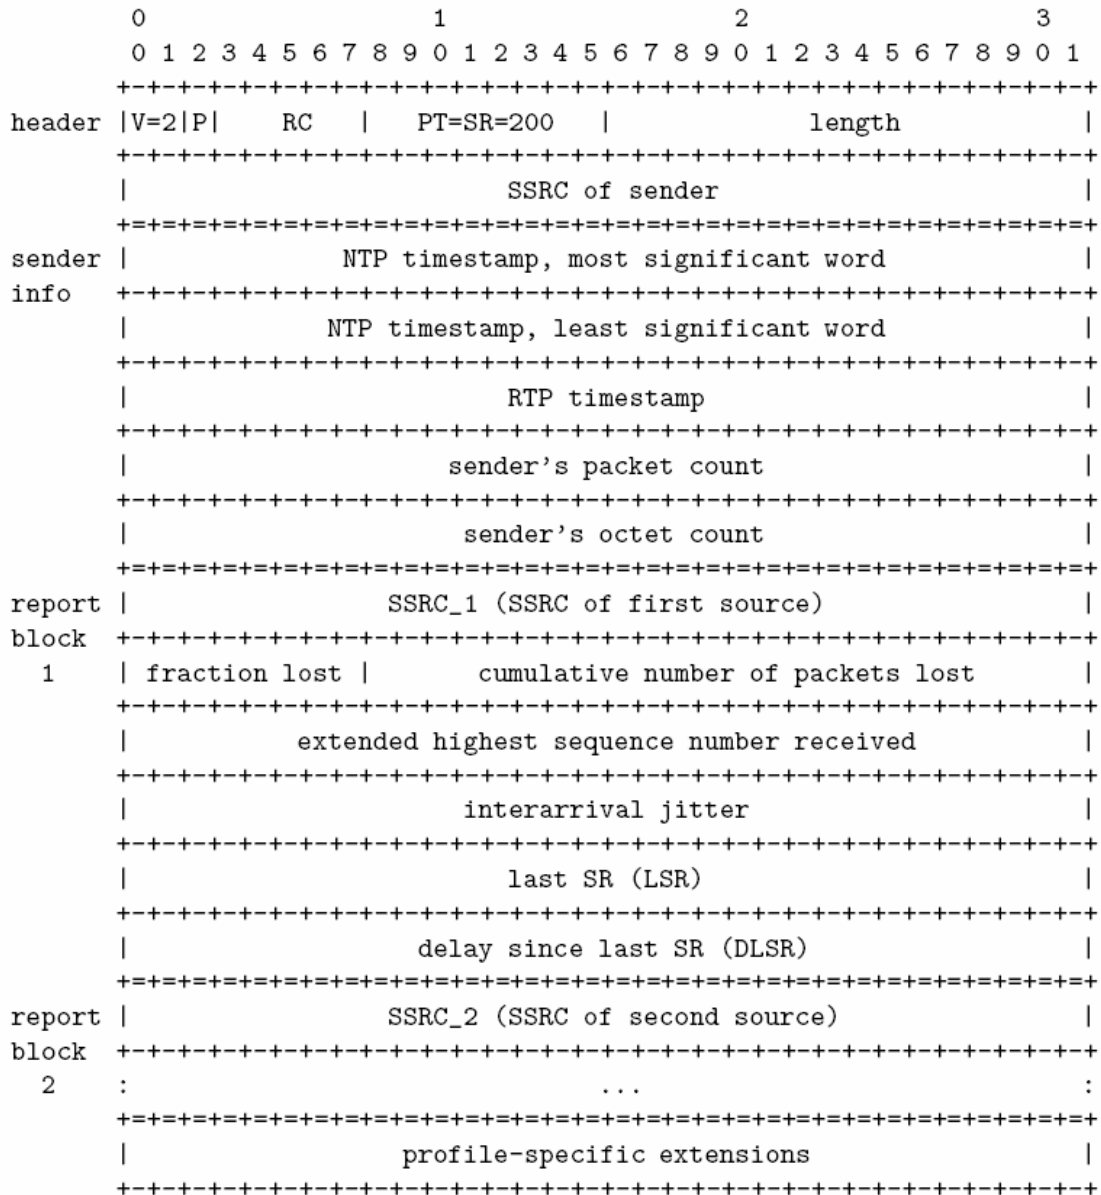 0                   1                   2                   3
        0 1 2 3 4 5 6 7 8 9 0 1 2 3 4 5 6 7 8 9 0 1 2 3 4 5 6 7 8 9 0 1
       +-+-+-+-+-+-+-+-+-+-+-+-+-+-+-+-+-+-+-+-+-+-+-+-+-+-+-+-+-+-+-+-+
header |V=2|P|    RC   |   PT=SR=200   |             length            |
       +-+-+-+-+-+-+-+-+-+-+-+-+-+-+-+-+-+-+-+-+-+-+-+-+-+-+-+-+-+-+-+-+
       |                         SSRC of sender                        |
       +=+=+=+=+=+=+=+=+=+=+=+=+=+=+=+=+=+=+=+=+=+=+=+=+=+=+=+=+=+=+=+=+
sender |              NTP timestamp, most significant word             |
info   +-+-+-+-+-+-+-+-+-+-+-+-+-+-+-+-+-+-+-+-+-+-+-+-+-+-+-+-+-+-+-+-+
       |             NTP timestamp, least significant word             |
       +-+-+-+-+-+-+-+-+-+-+-+-+-+-+-+-+-+-+-+-+-+-+-+-+-+-+-+-+-+-+-+-+
       |                         RTP timestamp                         |
       +-+-+-+-+-+-+-+-+-+-+-+-+-+-+-+-+-+-+-+-+-+-+-+-+-+-+-+-+-+-+-+-+
       |                     sender’s packet count                     |
       +-+-+-+-+-+-+-+-+-+-+-+-+-+-+-+-+-+-+-+-+-+-+-+-+-+-+-+-+-+-+-+-+
       |                      sender’s octet count                     |
       +=+=+=+=+=+=+=+=+=+=+=+=+=+=+=+=+=+=+=+=+=+=+=+=+=+=+=+=+=+=+=+=+
report |                 SSRC_1 (SSRC of first source)                 |
block  +-+-+-+-+-+-+-+-+-+-+-+-+-+-+-+-+-+-+-+-+-+-+-+-+-+-+-+-+-+-+-+-+
  1    | fraction lost |       cumulative number of packets lost       |
       +-+-+-+-+-+-+-+-+-+-+-+-+-+-+-+-+-+-+-+-+-+-+-+-+-+-+-+-+-+-+-+-+
       |           extended highest sequence number received           |
       +-+-+-+-+-+-+-+-+-+-+-+-+-+-+-+-+-+-+-+-+-+-+-+-+-+-+-+-+-+-+-+-+
       |                      interarrival jitter                      |
       +-+-+-+-+-+-+-+-+-+-+-+-+-+-+-+-+-+-+-+-+-+-+-+-+-+-+-+-+-+-+-+-+
       |                         last SR (LSR)                         |
       +-+-+-+-+-+-+-+-+-+-+-+-+-+-+-+-+-+-+-+-+-+-+-+-+-+-+-+-+-+-+-+-+
       |                   delay since last SR (DLSR)                  |
       +=+=+=+=+=+=+=+=+=+=+=+=+=+=+=+=+=+=+=+=+=+=+=+=+=+=+=+=+=+=+=+=+
report |                 SSRC_2 (SSRC of second source)                |
block  +-+-+-+-+-+-+-+-+-+-+-+-+-+-+-+-+-+-+-+-+-+-+-+-+-+-+-+-+-+-+-+-+
  2    :                               ...                             :
       +=+=+=+=+=+=+=+=+=+=+=+=+=+=+=+=+=+=+=+=+=+=+=+=+=+=+=+=+=+=+=+=+
       |                  profile-specific extensions                  |
       +-+-+-+-+-+-+-+-+-+-+-+-+-+-+-+-+-+-+-+-+-+-+-+-+-+-+-+-+-+-+-+-+